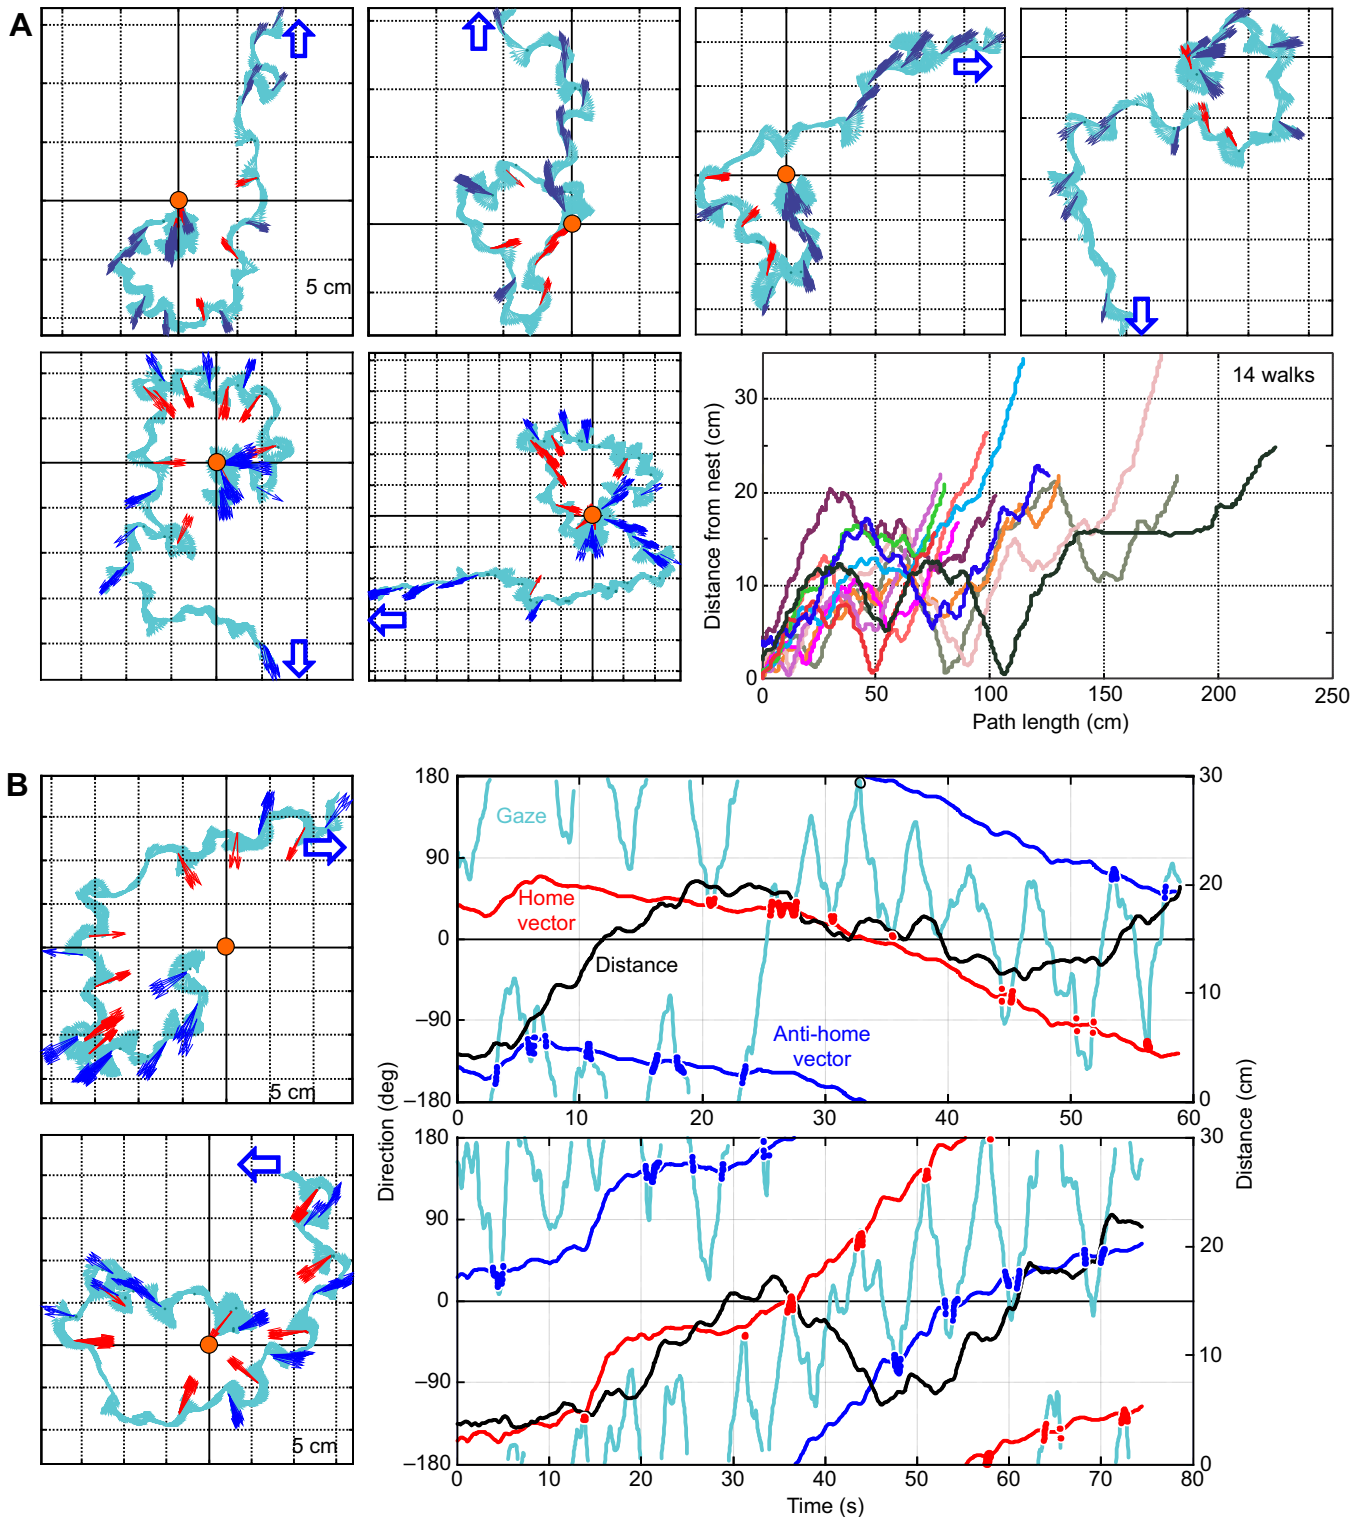 A
5 cm
14 walks
Distance from nest (cm)
30
20
10
0
0
50
100
150
200
250
Path length (cm)
B
5 cm
5 cm
Direction (deg)
Distance (cm)
180
90
0
–90
–180
30
20
10
0
Gaze
Home
vector
Distance
Anti-home
vector
0
10
20
30
40
50
60
180
90
0
–90
–180
30
20
10
0
0
10
20
30
40
50
60
70
80
Time (s)